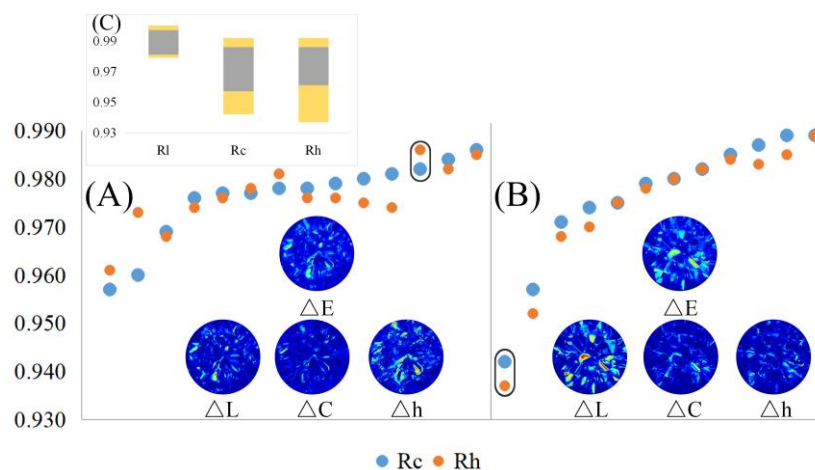 (C)
0.99
0.97
0.95
0.93
Rl Rc Rh
0.990
0.980
0.970
0.960
0.950
0.940
0.930
(A)
(B)
△E
△E
△L △C △h
△L △C △h
Rc Rh